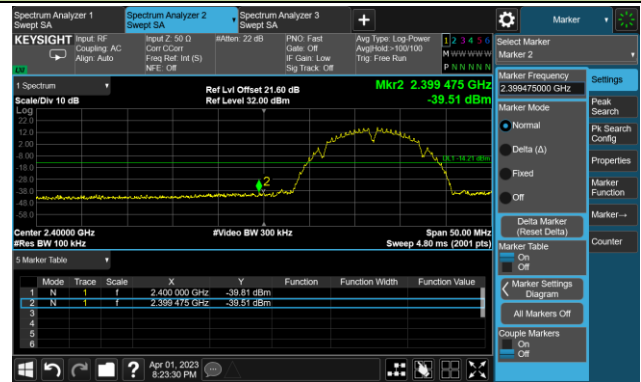 Spectrum Analyzer 1
Swept SA
Spectrum Analyzer 2
Swept SA
Spectrum Analyzer 3
Swept SA
+
Marker
KEYSIGHT
Input: RF
Coupling: AC
Align: Auto
Input Z: 50 Ω
Corr CCorr
Freq Ref: Int (S)
NFE: Off
#Atten: 22 dB
PNO: Fast
Gate: Off
IF Gain: Low
Sig Track: Off
Avg Type: Log-Power
Avg|Hold:>100/100
Trig: Free Run
1 2 3 4 5 6
M W W W W W
P N N N N N
Select Marker
Marker 2
1 Spectrum
Scale/Div 10 dB
Log
Ref Lvl Offset 21.60 dB
Ref Level 32.00 dBm
Mkr2 2.399 475 GHz
-39.51 dBm
22.0
12.0
2.00
-8.00
-18.0
-28.0
-38.0
-48.0
-58.0
2
DL1 -14.21 dBm
Center 2.40000 GHz
#Res BW 100 kHz
#Video BW 300 kHz
Span 50.00 MHz
Sweep 4.80 ms (2001 pts)
5 Marker Table
Mode Trace Scale X Y Function Function Width Function Value
1 N 1 f 2.400 000 GHz -39.81 dBm
2 N 1 f 2.399 475 GHz -39.51 dBm
3
4
5
6
Marker Frequency
2.399475000 GHz
Marker Mode
Normal
Delta (Δ)
Fixed
Off
Delta Marker
(Reset Delta)
Marker Table
On
Off
Marker Settings
Diagram
All Markers Off
Couple Markers
On
Off
Settings
Peak
Search
Pk Search
Config
Properties
Marker
Function
Marker→
Counter
?
Apr 01, 2023
8:23:30 PM